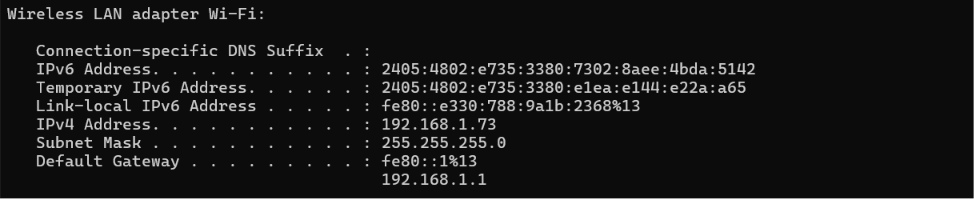 Wireless LAN adapter Wi-Fi:
Connection-specific DNS Suffix  . :
IPv6 Address. . . . . . . . . . . : 2405:4802:e735:3380:7302:8aee:4bda:5142
Temporary IPv6 Address. . . . . . : 2405:4802:e735:3380:e1ea:e144:e22a:a65
Link-local IPv6 Address . . . . . : fe80::e330:788:9a1b:2368%13
IPv4 Address. . . . . . . . . . . : 192.168.1.73
Subnet Mask . . . . . . . . . . . : 255.255.255.0
Default Gateway . . . . . . . . . : fe80::1%13
192.168.1.1